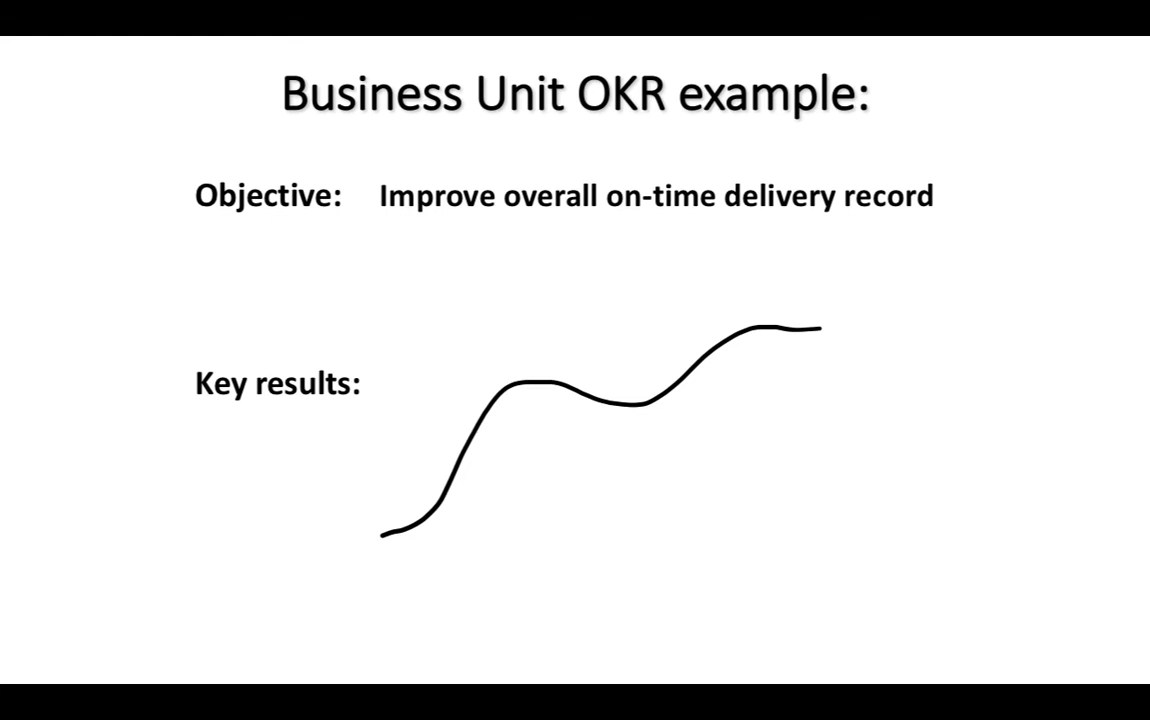 Business Unit OKR example:
Objective: Improve overall on-time delivery record
Key results: